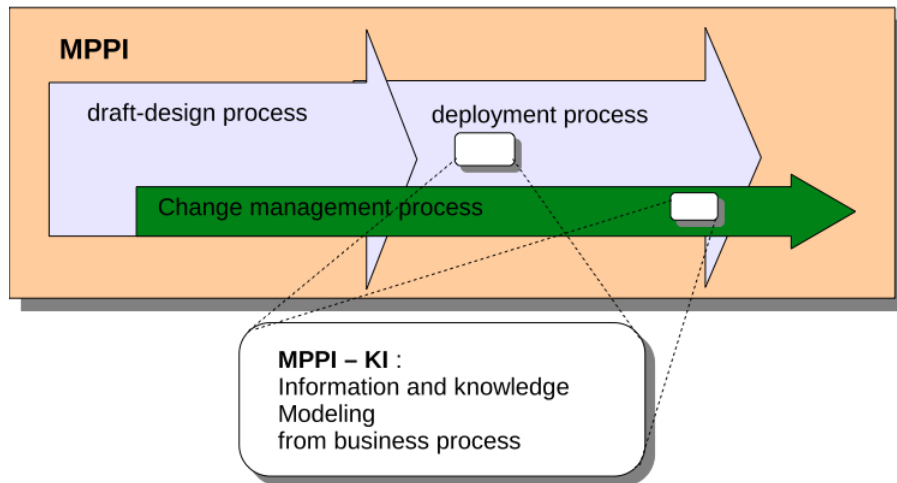 MPPI
draft-design process
deployment process
Change management process
MPPI – KI :
Information and knowledge
Modeling
from business process